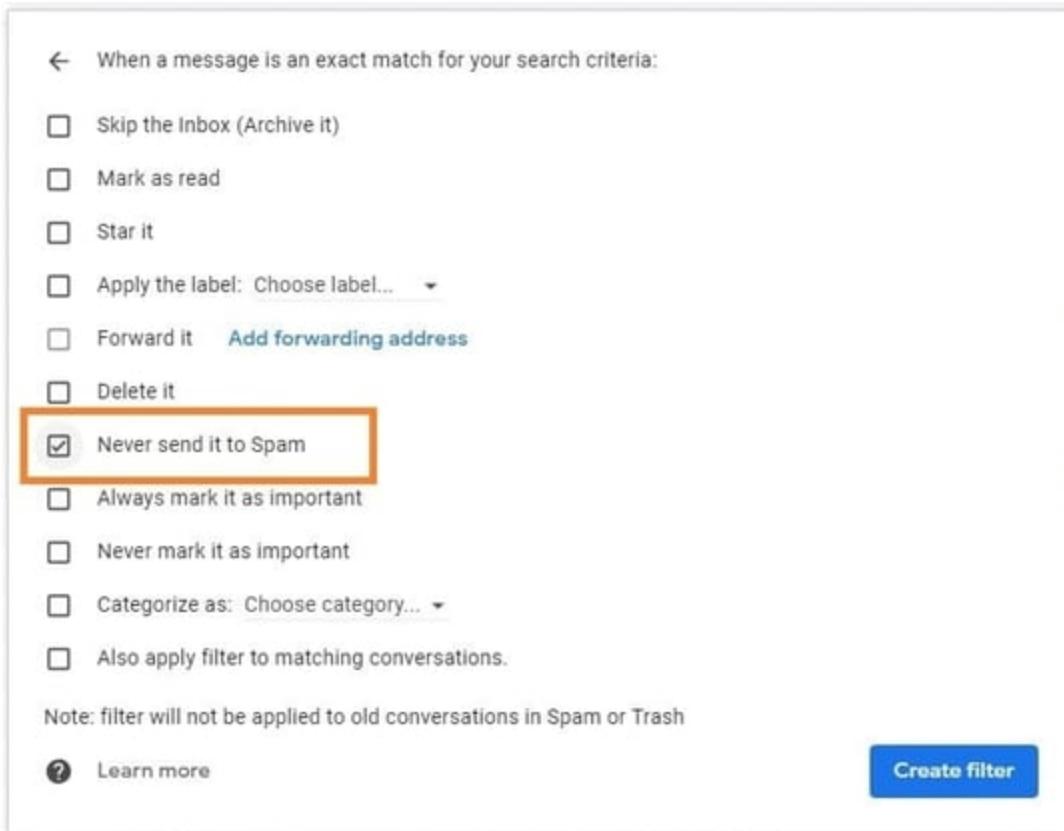 When a message is an exact match for your search criteria:
Skip the Inbox (Archive it)
Mark as read
Star it
Apply the label: Choose label...
Forward it Add forwarding address
Delete it
Never send it to Spam
Always mark it as important
Never mark it as important
Categorize as: Choose category...
Also apply filter to matching conversations.
Note: filter will not be applied to old conversations in Spam or Trash
? Learn more
Create filter